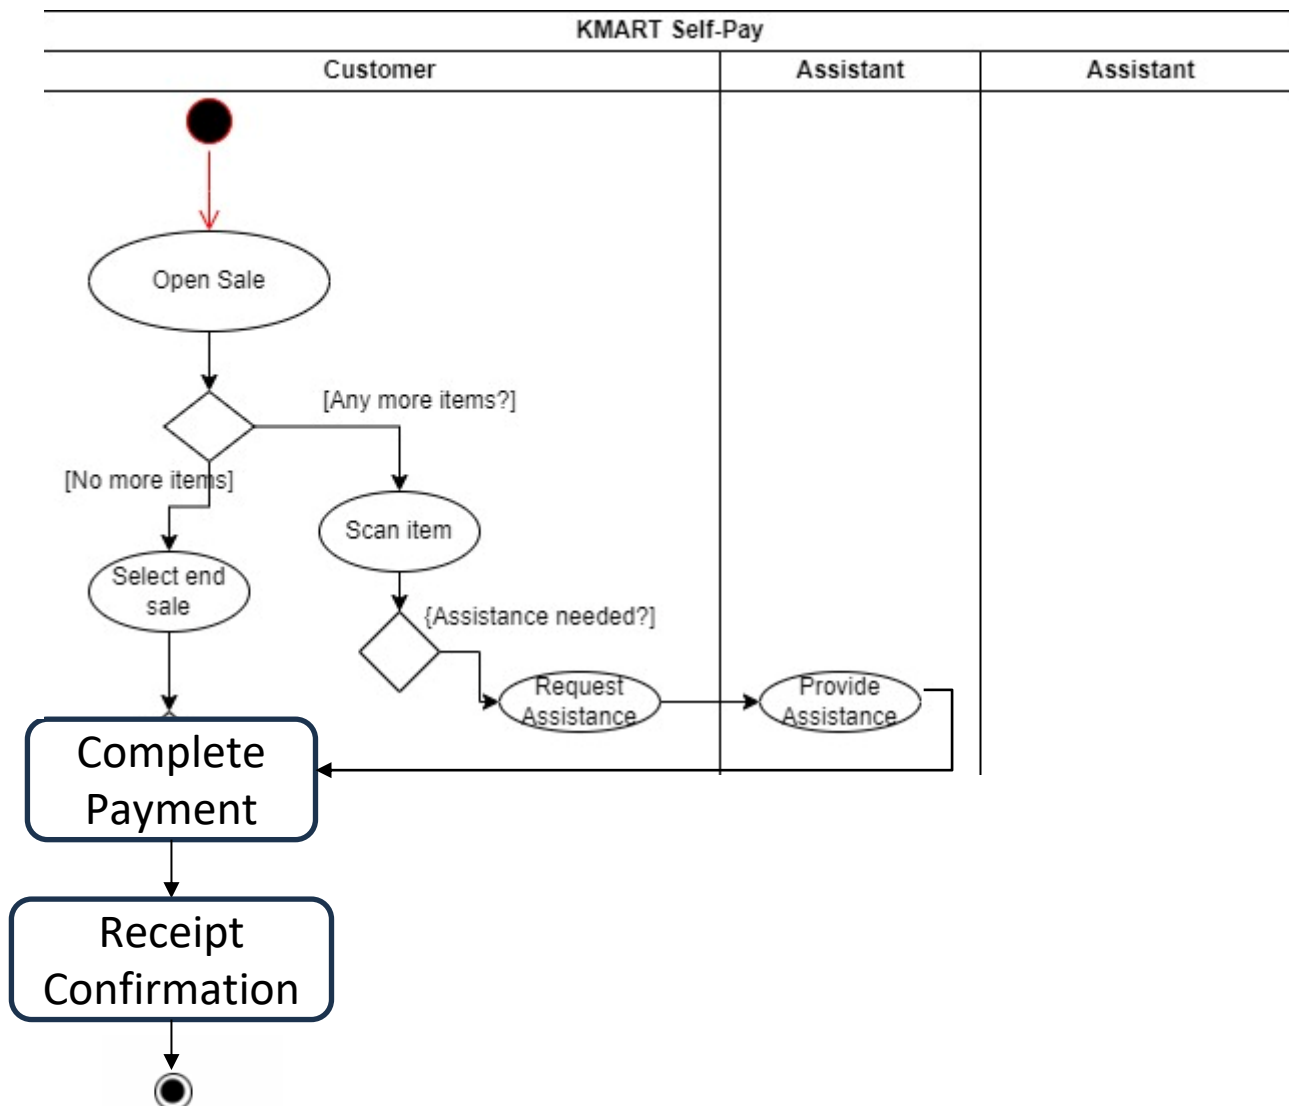 KMART Self-Pay
Customer
Assistant
Assistant
Open Sale
[Any more items?]
[No more items]
Scan item
Select end
sale
{Assistance needed?]
Request
Assistance
Provide
Assistance
Complete
Payment
Receipt
Confirmation